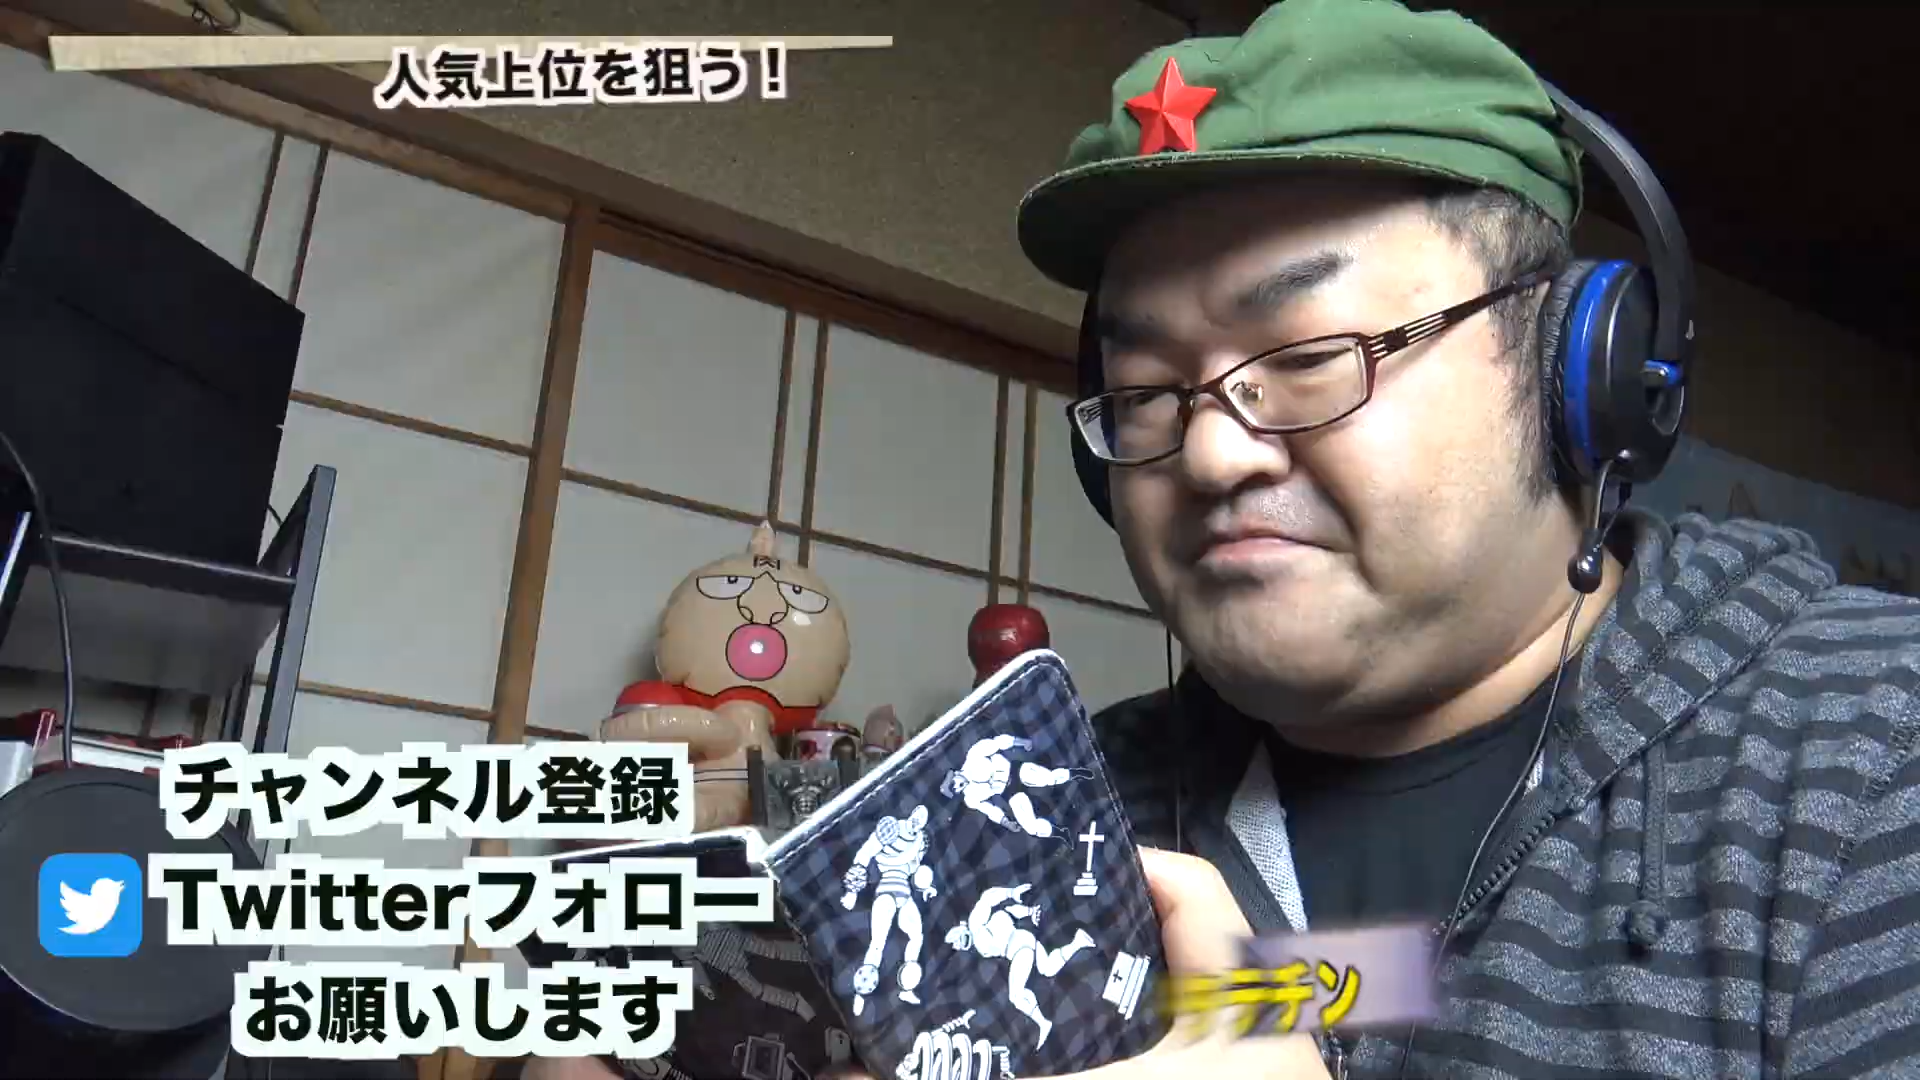 人気上位を狙う!
肉
チャンネル登録
Twitterフォロー
お願いします